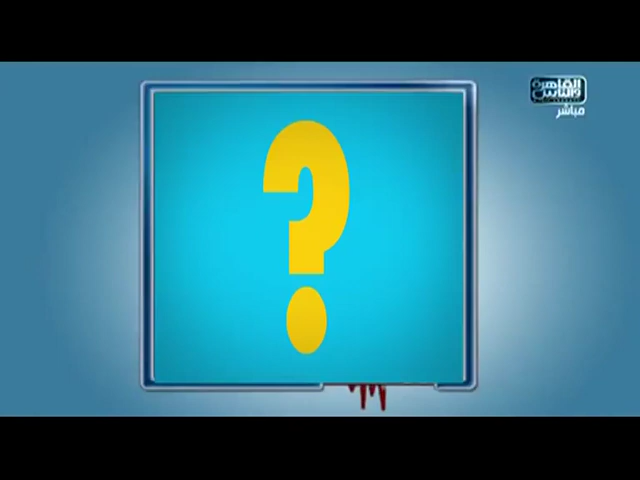 القاهرة
والناس
مباشر
?